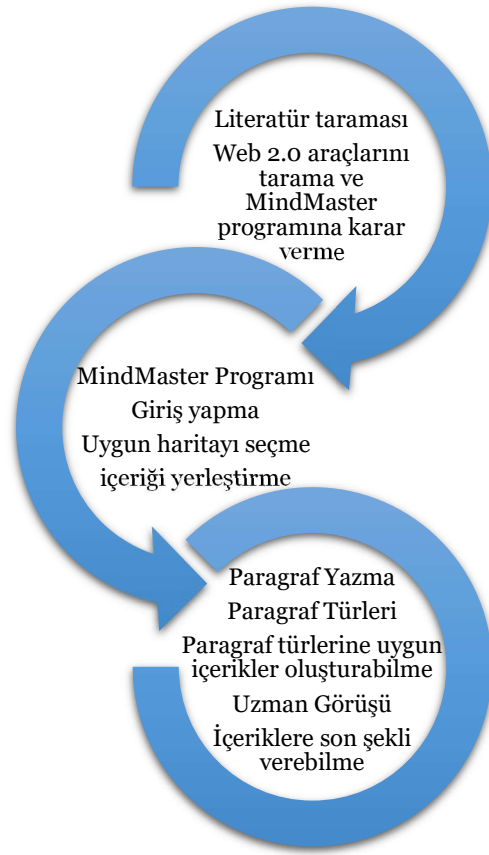 Literatür taraması
Web 2.0 araçlarını
tarama ve
MindMaster
programına karar
verme
MindMaster Programı
Giriş yapma
Uygun haritayı seçme
içeriği yerleştirme
Paragraf Yazma
Paragraf Türleri
Paragraf türlerine uygun
içerikler oluşturabilme
Uzman Görüşü
İçeriklere son şekli
verebilme